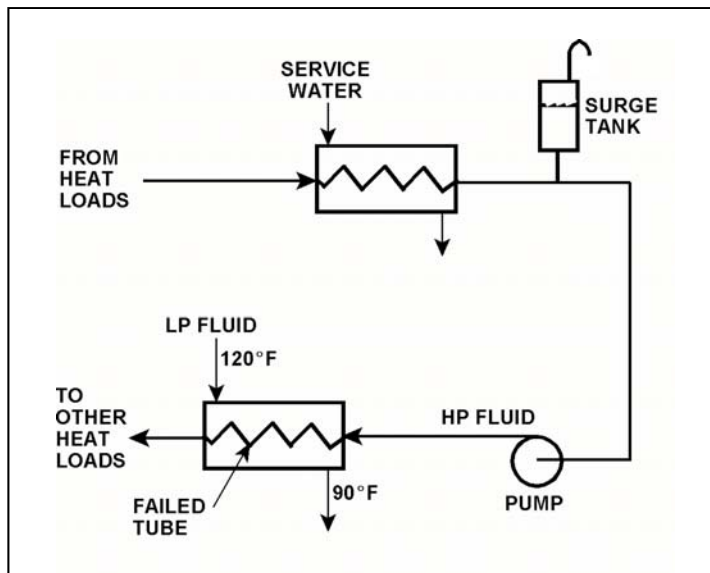 SERVICE
WATER
SURGE
TANK
FROM
HEAT
LOADS
LP FLUID
120°F
TO
OTHER
HEAT
LOADS
HP FLUID
PUMP
90°F
FAILED
TUBE